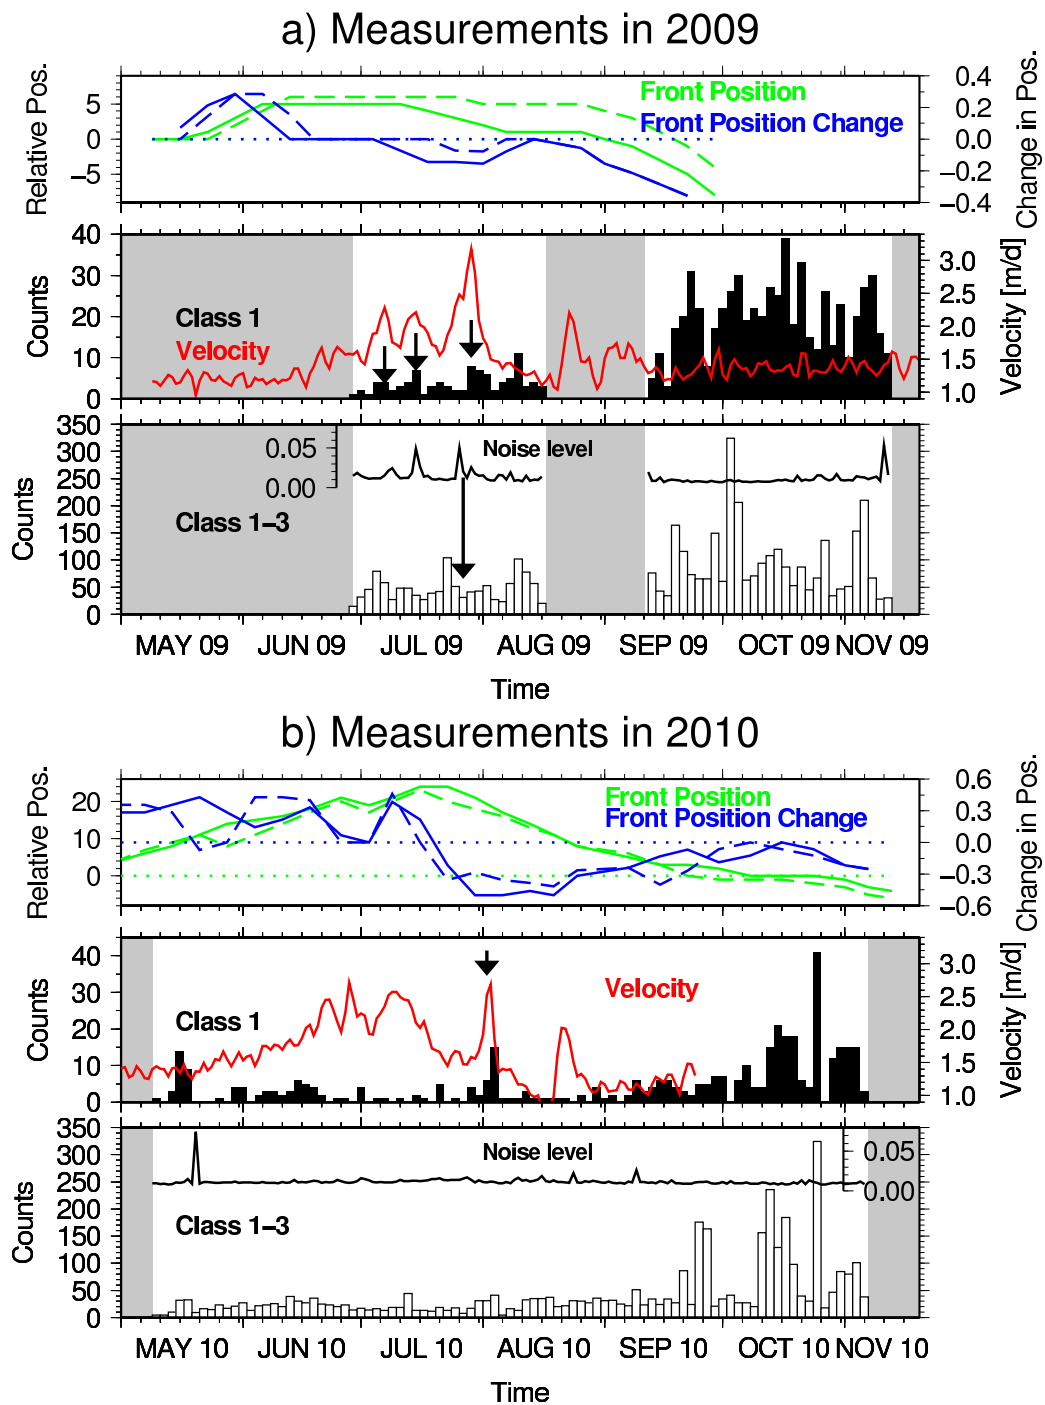 a) Measurements in 2009
Relative Pos.
5
0
−5
Front Position
Front Position Change
0.4
0.2
0.0
−0.2
−0.4
Change in Pos.
Counts
40
30
20
10
0
Class 1
Velocity
3.0
2.5
2.0
1.5
1.0
Velocity [m/d]
Counts
350
300
250
200
150
100
50
0
0.05
0.00
Noise level
Class 1−3
MAY 09 JUN 09 JUL 09 AUG 09 SEP 09 OCT 09 NOV 09
Time
b) Measurements in 2010
Relative Pos.
20
10
0
Front Position
Front Position Change
0.6
0.3
0.0
−0.3
−0.6
Change in Pos.
Counts
40
30
20
10
0
Class 1
Velocity
3.0
2.5
2.0
1.5
1.0
Velocity [m/d]
Counts
350
300
250
200
150
100
50
0
Noise level
0.05
0.00
Class 1−3
MAY 10 JUN 10 JUL 10 AUG 10 SEP 10 OCT 10 NOV 10
Time